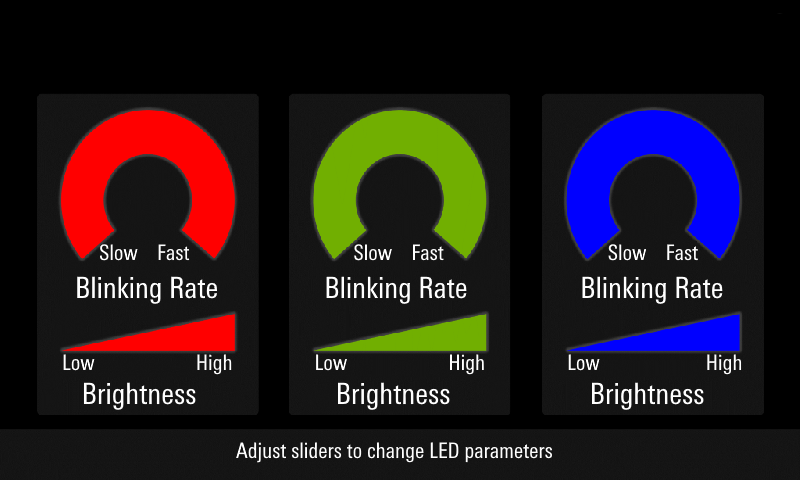 Slow Fast
Blinking Rate
Low High
Brightness
Slow Fast
Blinking Rate
Low High
Brightness
Slow Fast
Blinking Rate
Low High
Brightness
Adjust sliders to change LED parameters